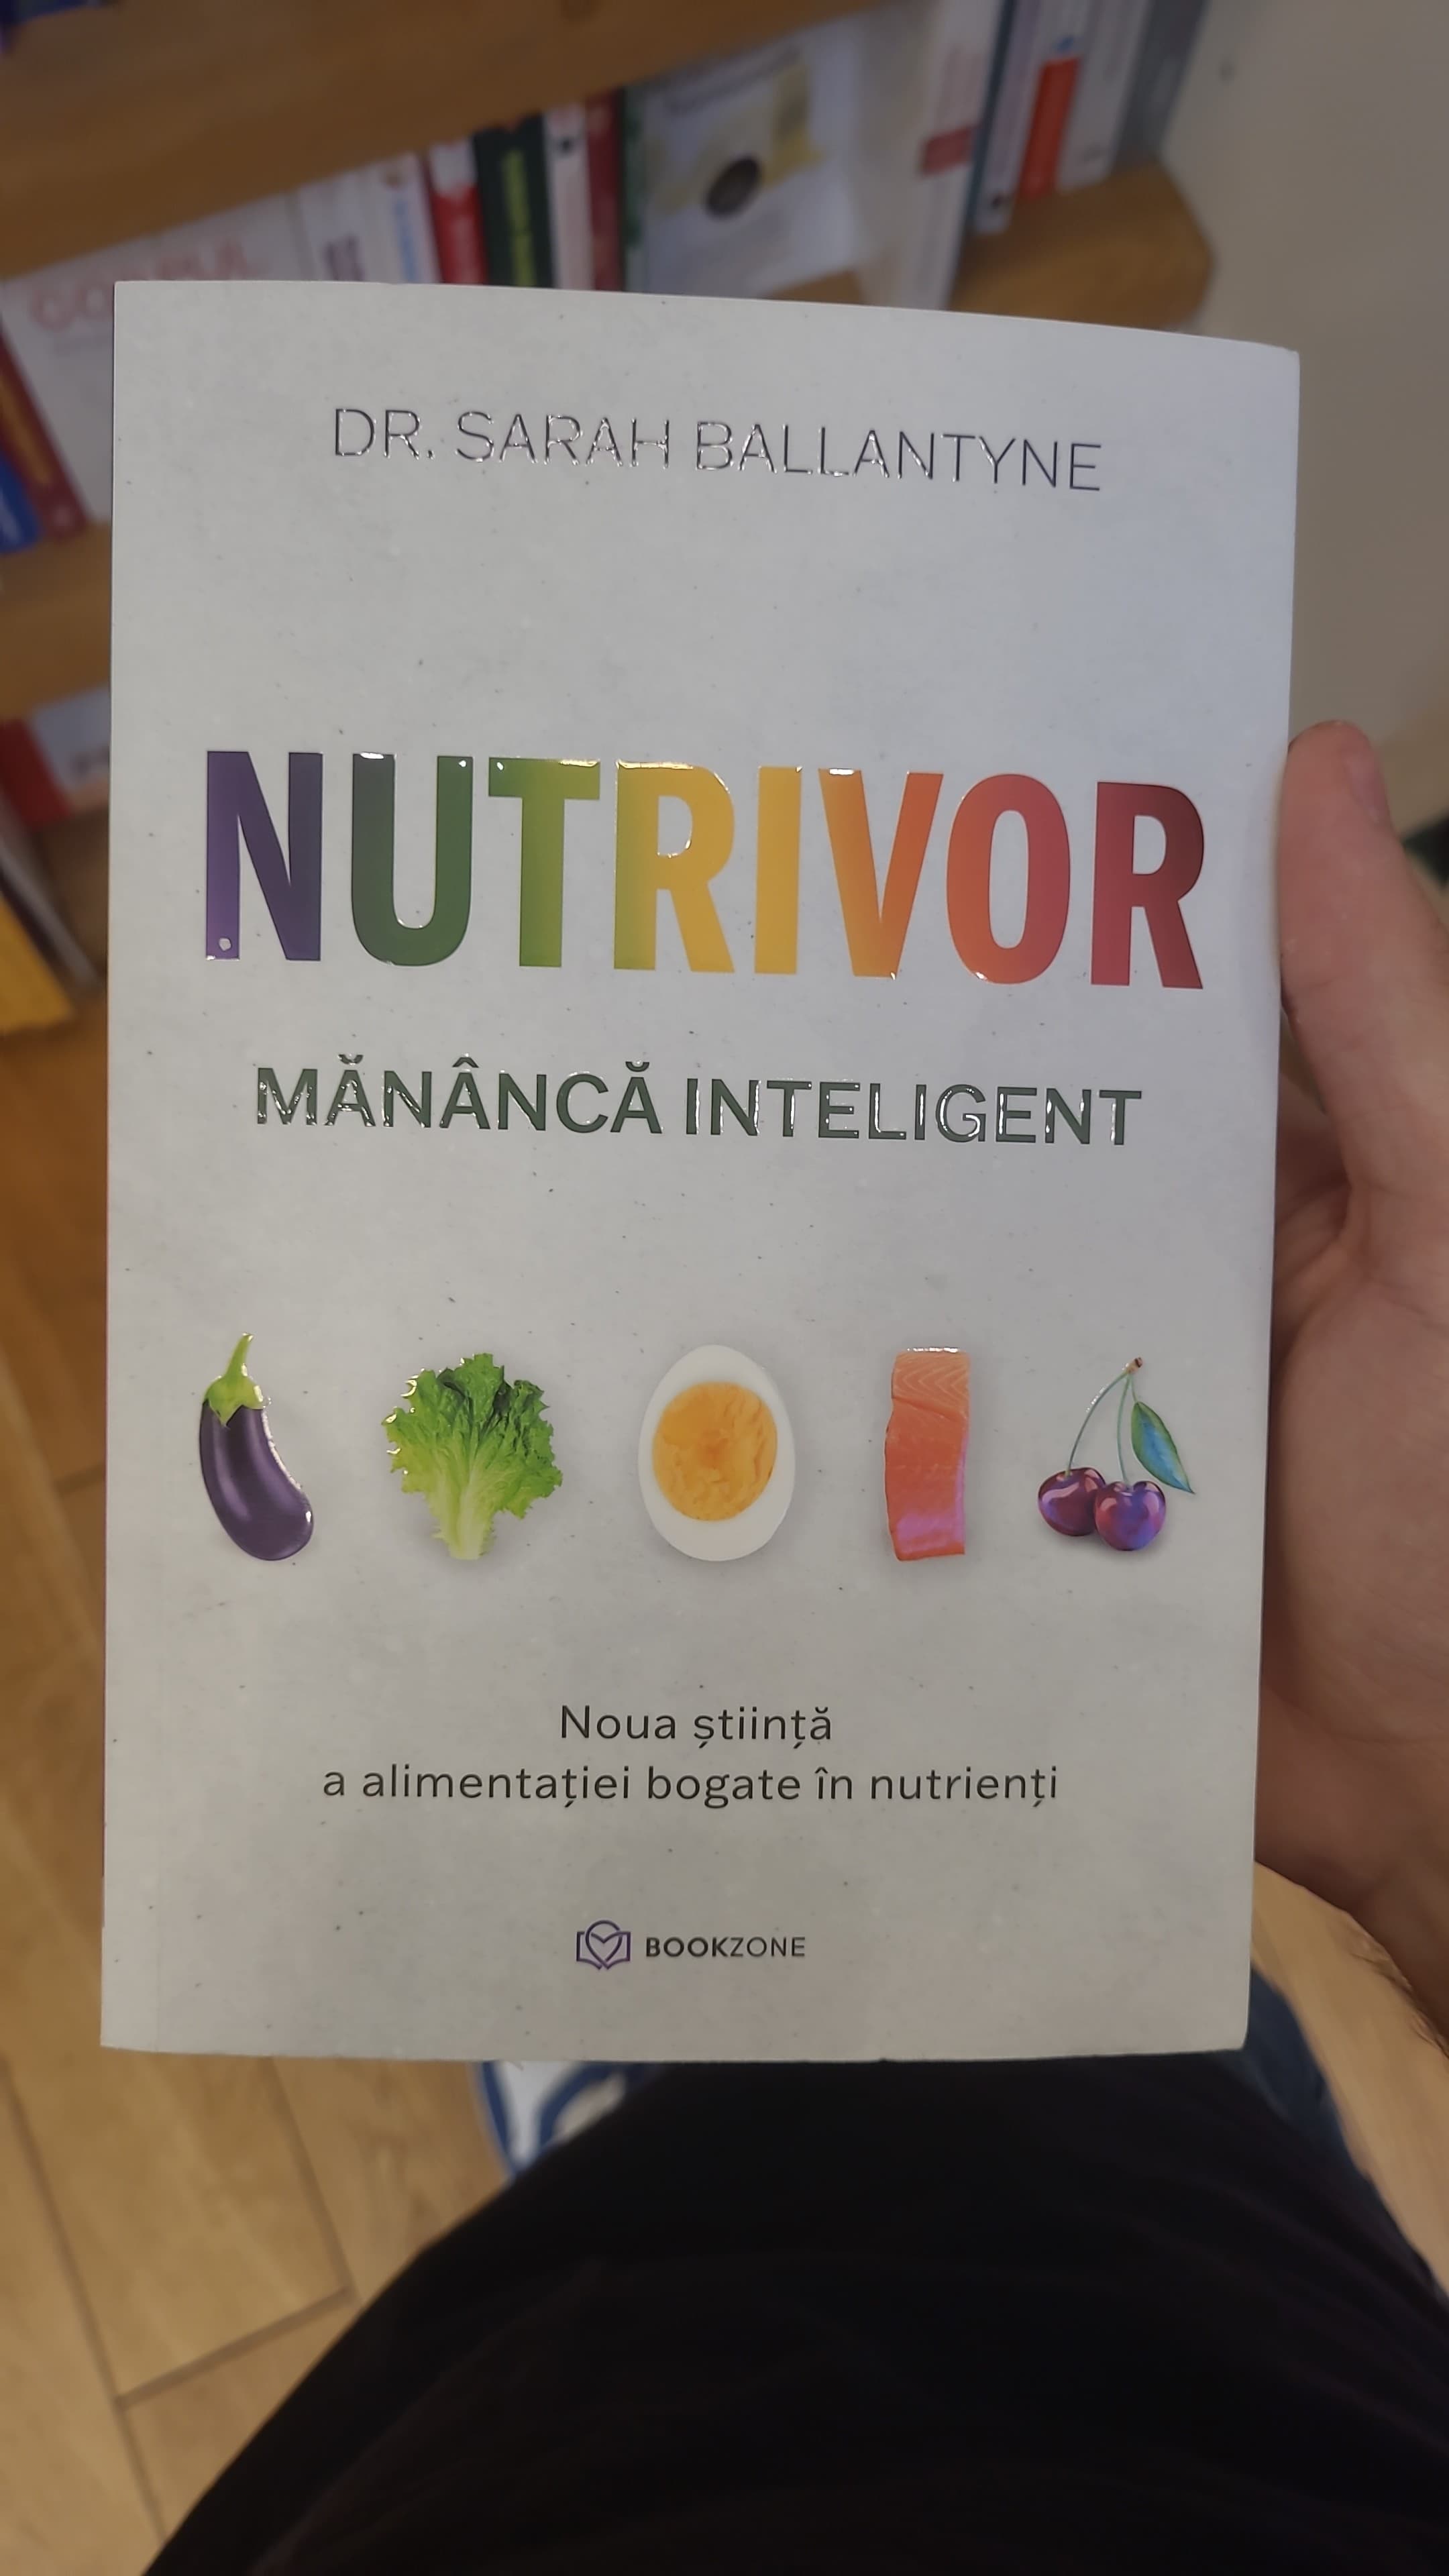 DR. SARAH BALLANTYNE
NUTRIVOR
MĂNÂNCĂ INTELIGENT
Noua știință
a alimentației bogate în nutrienți
BOOKZONE